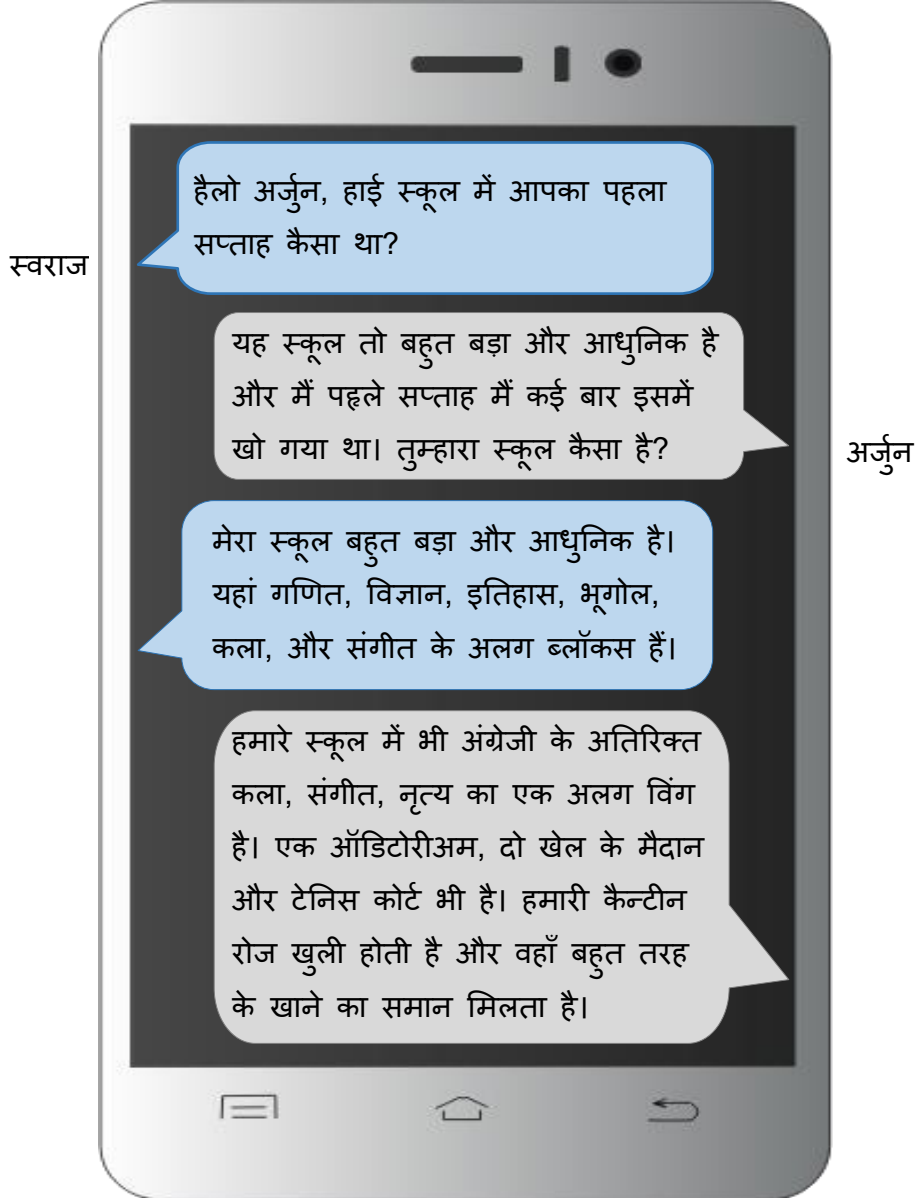 हैलो अर्जुन, हाई स्कूल में आपका पहला
सप्ताह कैसा था?
स्वराज
यह स्कूल तो बहुत बड़ा और आधुनिक है
और मैं पहृले सप्ताह मैं कई बार इसमें
खो गया था। तुम्हारा स्कूल कैसा है?
अर्जुन
मेरा स्कूल बहुत बड़ा और आधुनिक है।
यहां गणित, विज्ञान, इतिहास, भूगोल,
कला, और संगीत के अलग ब्लॉकस हैं।
हमारे स्कूल में भी अंग्रेजी के अतिरिक्त
कला, संगीत, नृत्य का एक अलग विंग
है। एक ऑडिटोरीअम, दो खेल के मैदान
और टेनिस कोर्ट भी है। हमारी कैन्टीन
रोज खुली होती है और वहाँ बहुत तरह
के खाने का समान मिलता है।